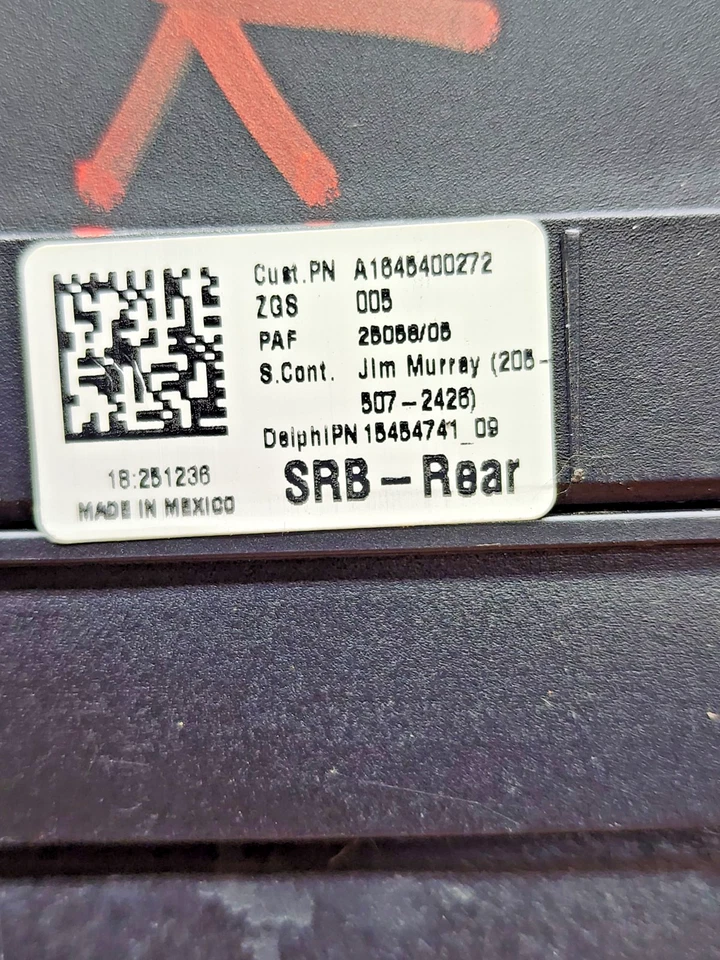 Cust.PN A1645400272
ZGS 005
PAF 25056/05
S.Cont. Jim Murray (205-
507-2426)
DelphiPN 15454741_09
SRB-Rear
18:251236
MADE IN MEXICO